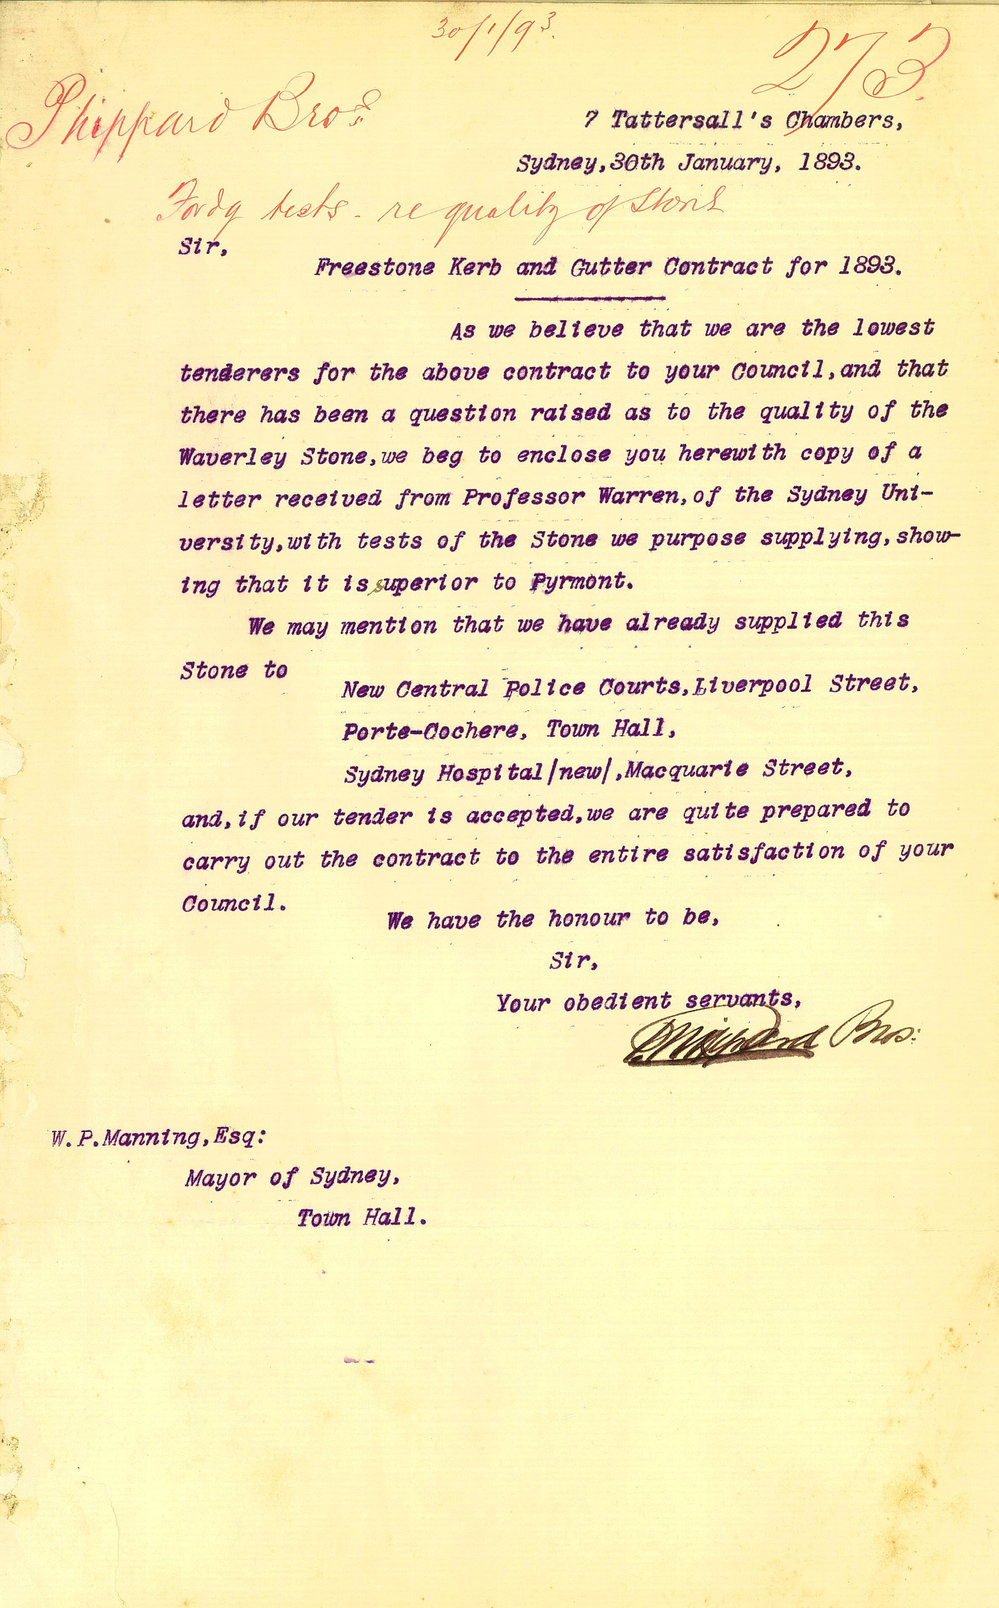 30/1/93.
273.
Phippard Bros.
7 Tattersall's Chambers,
Sydney,30th January, 1893.
Fordg tests - re quality of Stone
Sir,
Freestone Kerb and Gutter Contract for 1893.
As we believe that we are the lowest
tenderers for the above contract to your Council,and that
there has been a question raised as to the quality of the
Waverley Stone,we beg to enclose you herewith copy of a
letter received from Professor Warren,of the Sydney Uni-
versity,with tests of the Stone we purpose supplying,show-
ing that it is superior to Pyrmont.
We may mention that we have already supplied this
Stone to
New Central Police Courts,Liverpool Street,
Porte-Cochere, Town Hall,
Sydney Hospital/new/,Macquarie Street,
and,if our tender is accepted,we are quite prepared to
carry out the contract to the entire satisfaction of your
Council.
We have the honour to be,
Sir,
Your obedient servants,
Phippard Bros:
W.P.Manning,Esq:
Mayor of Sydney,
Town Hall.